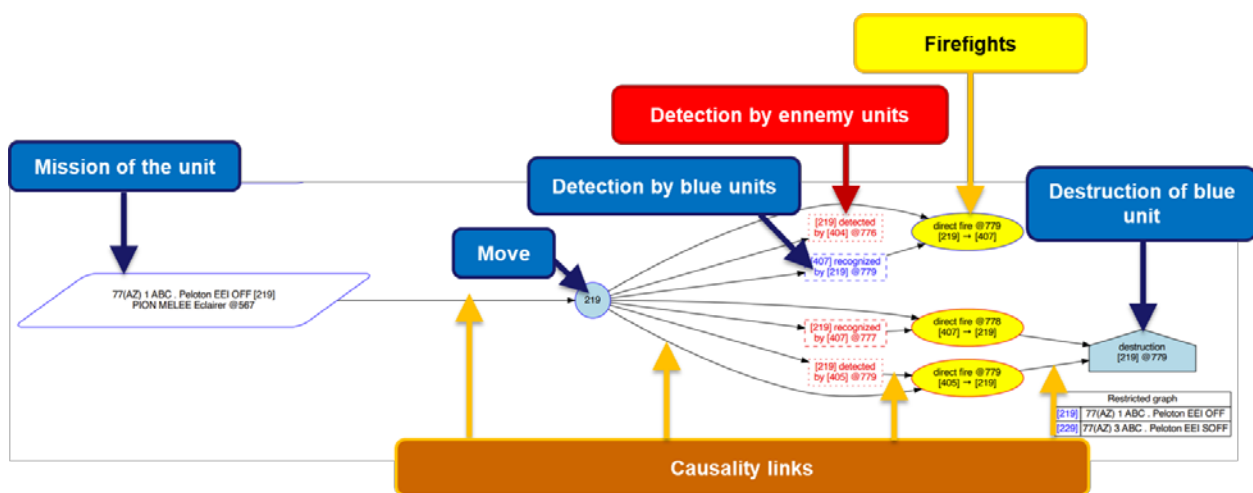 Firefights
Detection by ennemy units
Mission of the unit
Detection by blue units
Destruction of blue
unit
Move
[219] detected
by [404] @776
direct fire @779
[219] → [407]
[407] recognized
by [219] @779
77(AZ) 1 ABC . Peloton EEI OFF [219]
PION MELEE Eclairer @567
219
[219] recognized
by [407] @777
direct fire @778
[407] → [219]
destruction
[219] @779
[219] detected
by [405] @779
direct fire @779
[405] → [219]
Restricted graph
[219] 77(AZ) 1 ABC . Peloton EEI OFF
[229] 77(AZ) 3 ABC . Peloton EEI SOFF
Causality links